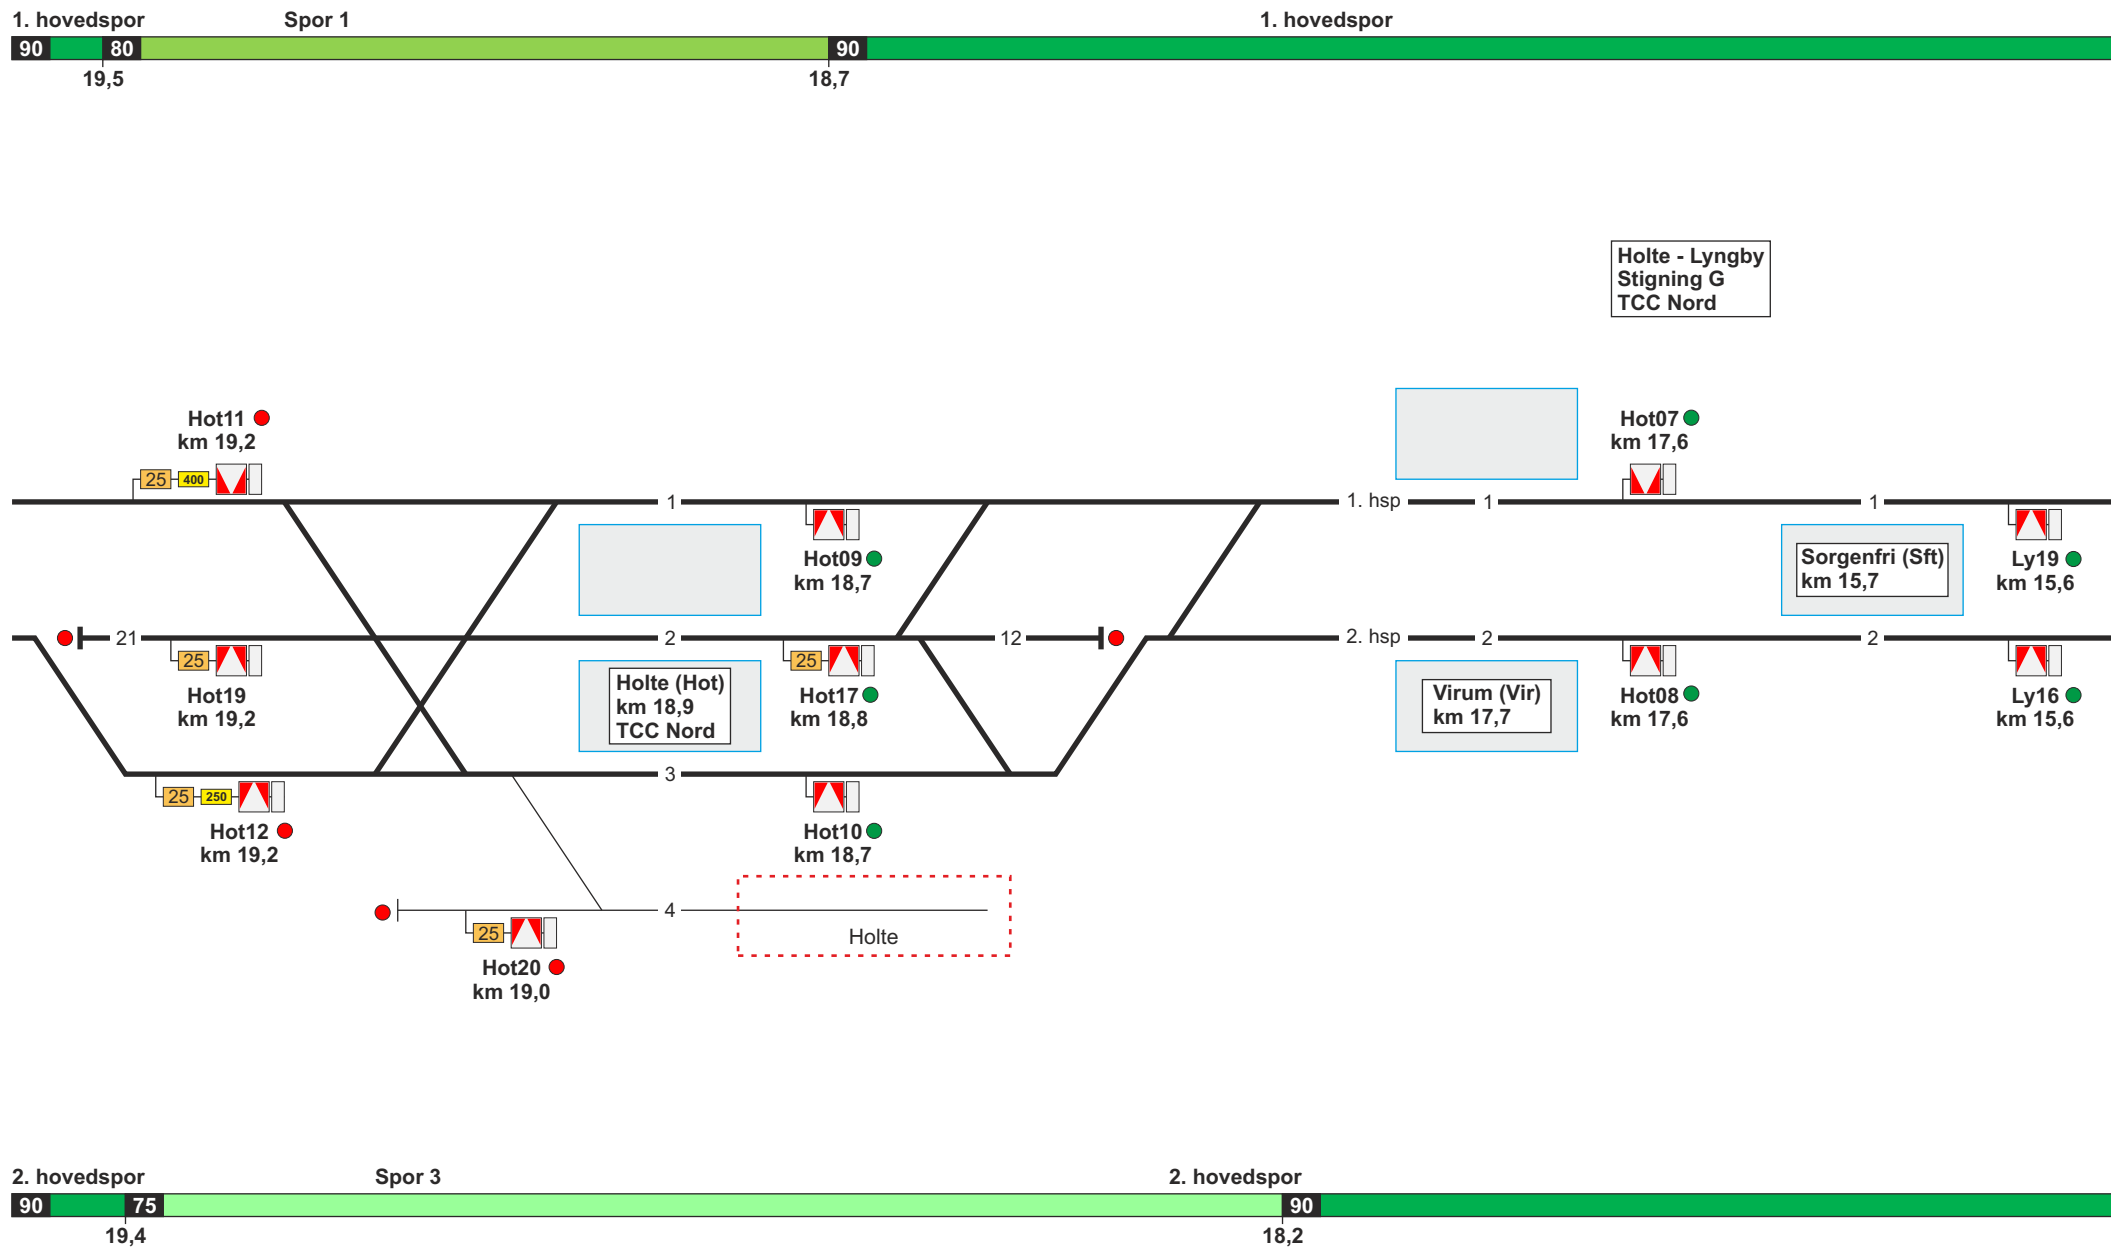 1. hovedspor
Spor 1
1. hovedspor
90
80
90
19,5
18,7
Holte - Lyngby
Stigning G
TCC Nord
Hot11
km 19,2
25
400
Hot07
km 17,6
1
1. hsp
1
1
Hot09
km 18,7
Sorgenfri (Sft)
km 15,7
Ly19
km 15,6
21
2
12
2. hsp
2
2
25
Hot19
km 19,2
Holte (Hot)
km 18,9
TCC Nord
25
Hot17
km 18,8
Virum (Vir)
km 17,7
Hot08
km 17,6
Ly16
km 15,6
3
25
250
Hot12
km 19,2
Hot10
km 18,7
4
25
Holte
Hot20
km 19,0
2. hovedspor
Spor 3
2. hovedspor
90
75
90
19,4
18,2